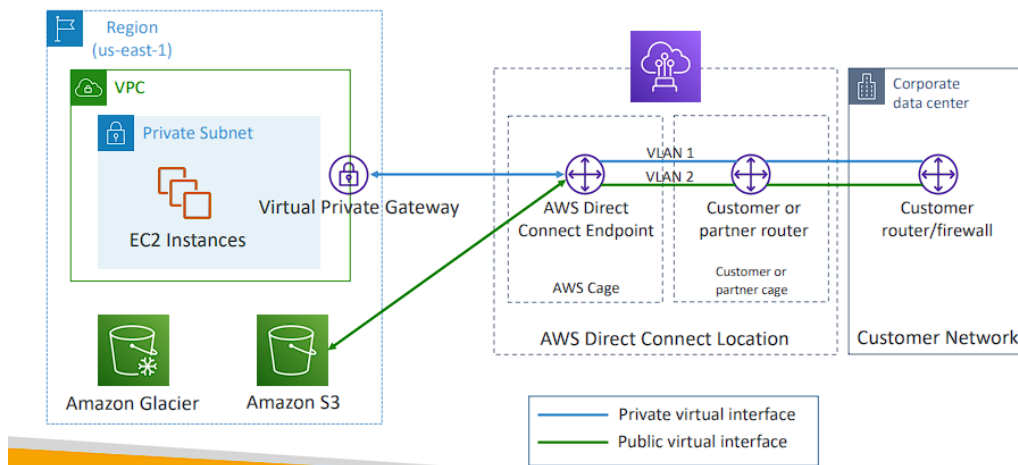 Region
(us-east-1)
VPC
Private Subnet
EC2 Instances
Virtual Private Gateway
Amazon Glacier
Amazon S3
VLAN 1
VLAN 2
AWS Direct
Connect Endpoint
AWS Cage
Customer or
partner router
Customer or
partner cage
AWS Direct Connect Location
Corporate
data center
Customer
router/firewall
Customer Network
Private virtual interface
Public virtual interface